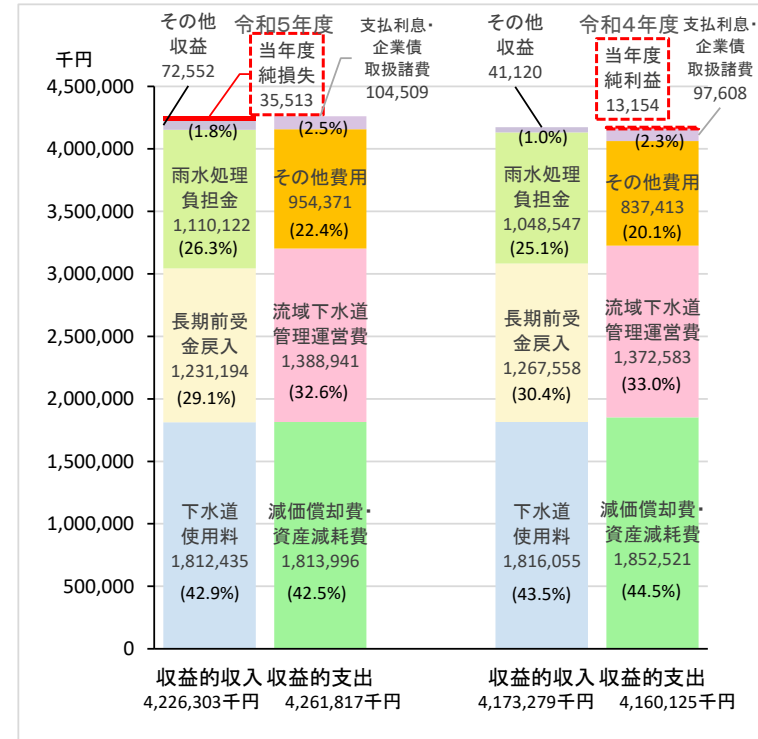 千円
令和5年度
その他
収益
72,552
当年度
純損失
35,513
支払利息・
企業債
取扱諸費
104,509
令和4年度
その他
収益
41,120
当年度
純利益
13,154
支払利息・
企業債
取扱諸費
97,608
4,500,000
4,000,000
3,500,000
3,000,000
2,500,000
2,000,000
1,500,000
1,000,000
500,000
0
(1.8%)
雨水処理
負担金
1,110,122
(26.3%)
長期前受
金戻入
1,231,194
(29.1%)
下水道
使用料
1,812,435
(42.9%)
(2.5%)
その他費用
954,371
(22.4%)
流域下水道
管理運営費
1,388,941
(32.6%)
減価償却費・
資産減耗費
1,813,996
(42.5%)
(1.0%)
雨水処理
負担金
1,048,547
(25.1%)
長期前受
金戻入
1,267,558
(30.4%)
下水道
使用料
1,816,055
(43.5%)
(2.3%)
その他費用
837,413
(20.1%)
流域下水道
管理運営費
1,372,583
(33.0%)
減価償却費・
資産減耗費
1,852,521
(44.5%)
収益的収入
4,226,303千円
収益的支出
4,261,817千円
収益的収入
4,173,279千円
収益的支出
4,160,125千円